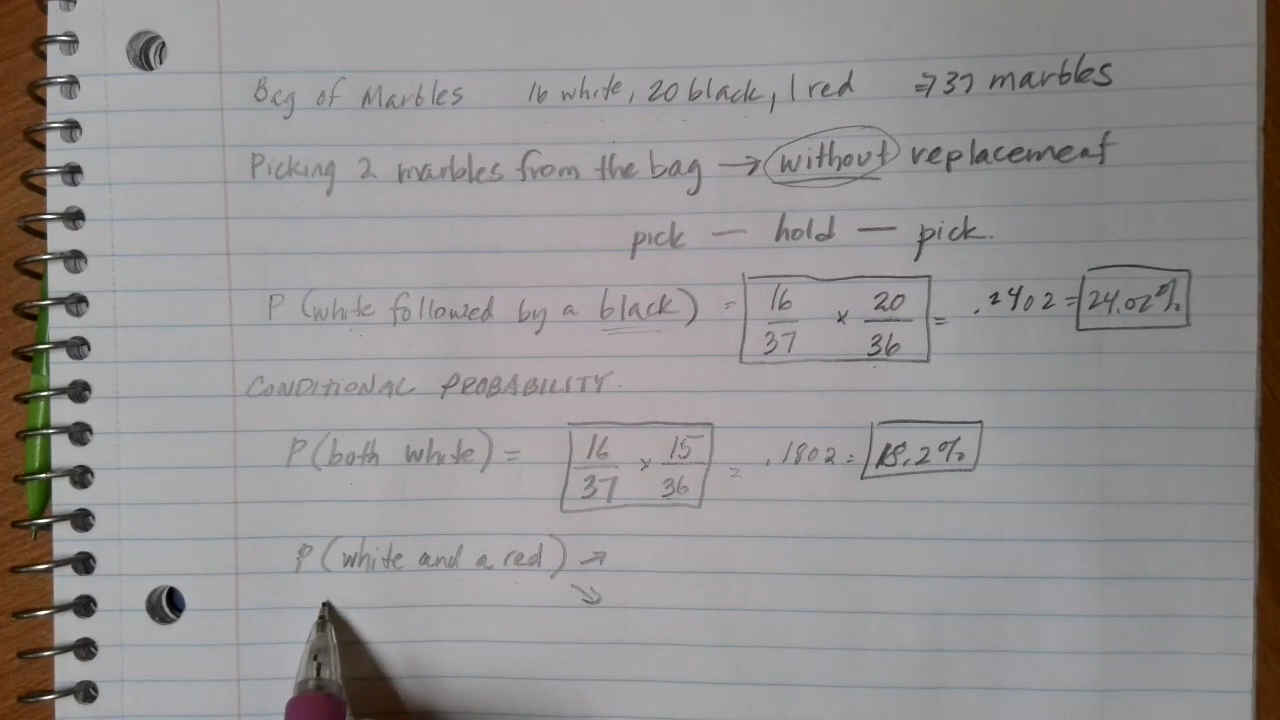 Bag of Marbles 16 white, 20 black, 1 red ⇒ 37 marbles
Picking 2 marbles from the bag → without replacement
pick — hold — pick.
P (white followed by a black) = 16/37 × 20/36 = .2402 = 24.02%
CONDITIONAL PROBABILITY.
P (both white) = 16/37 × 15/36 = .1802 = 18.2%
P (white and a red) →